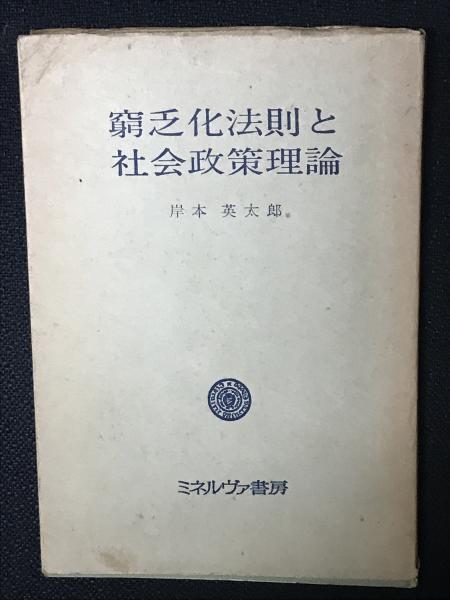 窮乏化法則と
社会政策理論
岸本 英太郎
ミネルヴァ書房